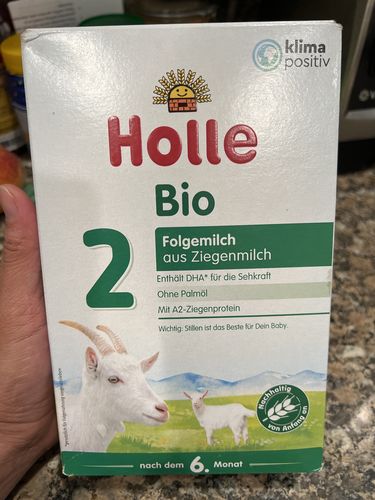 klima
positiv
Holle
Bio
2
Folgemilch
aus Ziegenmilch
Enthält DHA* für die Sehkraft
Ohne Palmöl
Mit A2-Ziegenprotein
Wichtig: Stillen ist das Beste für Dein Baby.
Nachhaltig
von Anfang an
nach dem 6. Monat